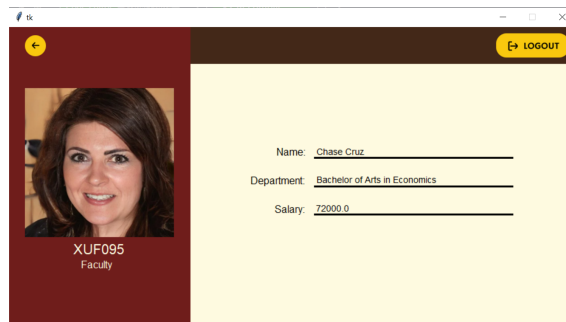 tk
LOGOUT
XUF095
Faculty
Name: Chase Cruz
Department: Bachelor of Arts in Economics
Salary: 72000.0